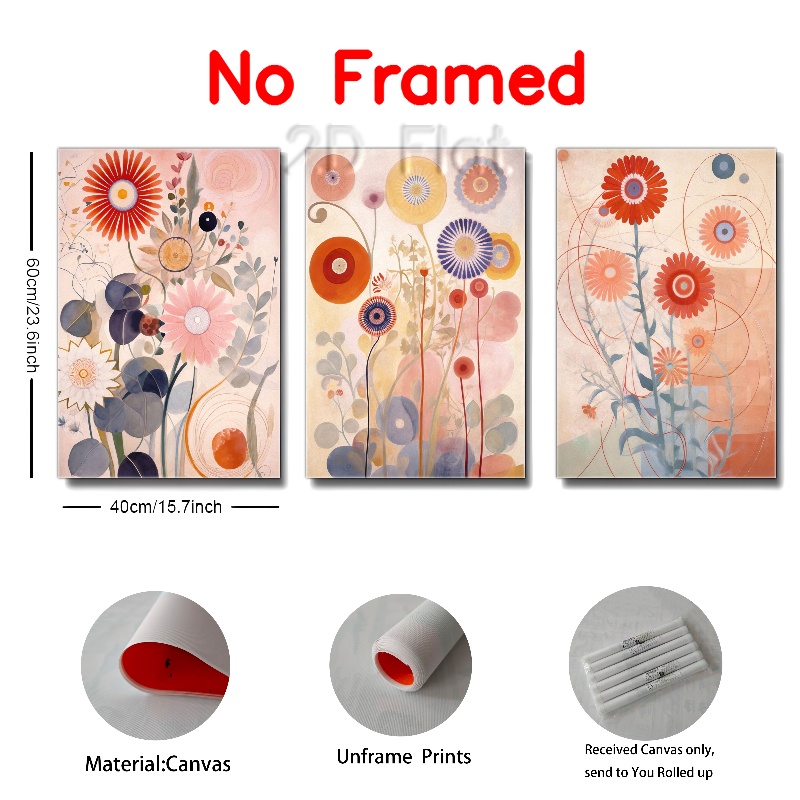 No Framed
2D Flat
60cm/23.6inch
40cm/15.7inch
Material:Canvas
Unframe Prints
Received Canvas only,
send to You Rolled up